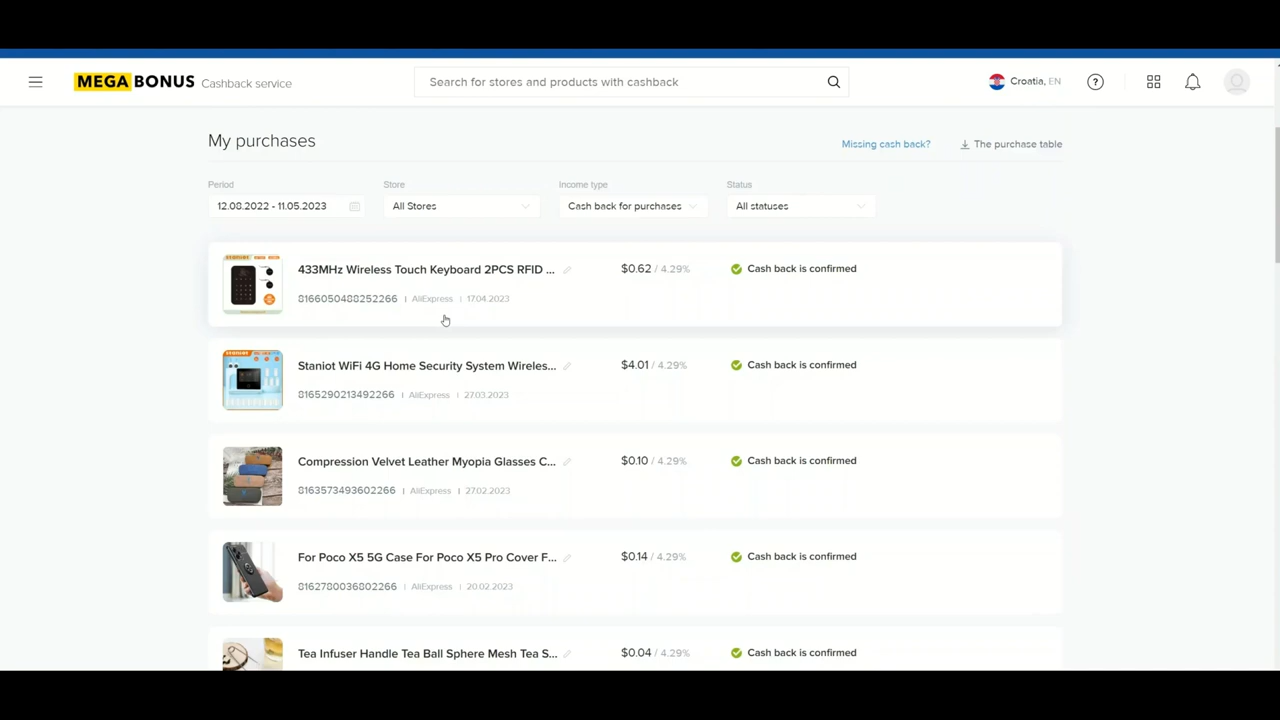 MEGA BONUS Cashback service
Search for stores and products with cashback
Croatia, EN
My purchases
Missing cash back?
The purchase table
Period
Store
Income type
Status
12.08.2022 - 11.05.2023
All Stores
Cash back for purchases
All statuses
433MHz Wireless Touch Keyboard 2PCS RFID ...
$0.62 / 4.29%
Cash back is confirmed
8166050488252266 | AliExpress | 17.04.2023
Staniot WiFi 4G Home Security System Wireles...
$4.01 / 4.29%
Cash back is confirmed
8165290213492266 | AliExpress | 27.03.2023
Compression Velvet Leather Myopia Glasses C...
$0.10 / 4.29%
Cash back is confirmed
8163573493602266 | AliExpress | 27.02.2023
For Poco X5 5G Case For Poco X5 Pro Cover F...
$0.14 / 4.29%
Cash back is confirmed
8162780036802266 | AliExpress | 20.02.2023
Tea Infuser Handle Tea Ball Sphere Mesh Tea S...
$0.04 / 4.29%
Cash back is confirmed